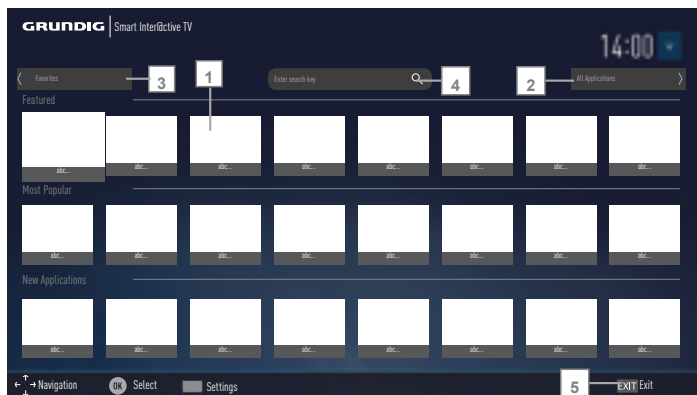 GRUNDIG Smart Inter@ctive TV
14:00
Favorites 3 1 Enter search key 4 2 All Applications
Featured
abc... abc... abc... abc... abc... abc... abc... abc...
Most Popular
abc... abc... abc... abc... abc... abc... abc... abc...
New Applications
abc... abc... abc... abc... abc... abc... abc... abc...
Navigation OK Select Settings 5 EXIT Exit